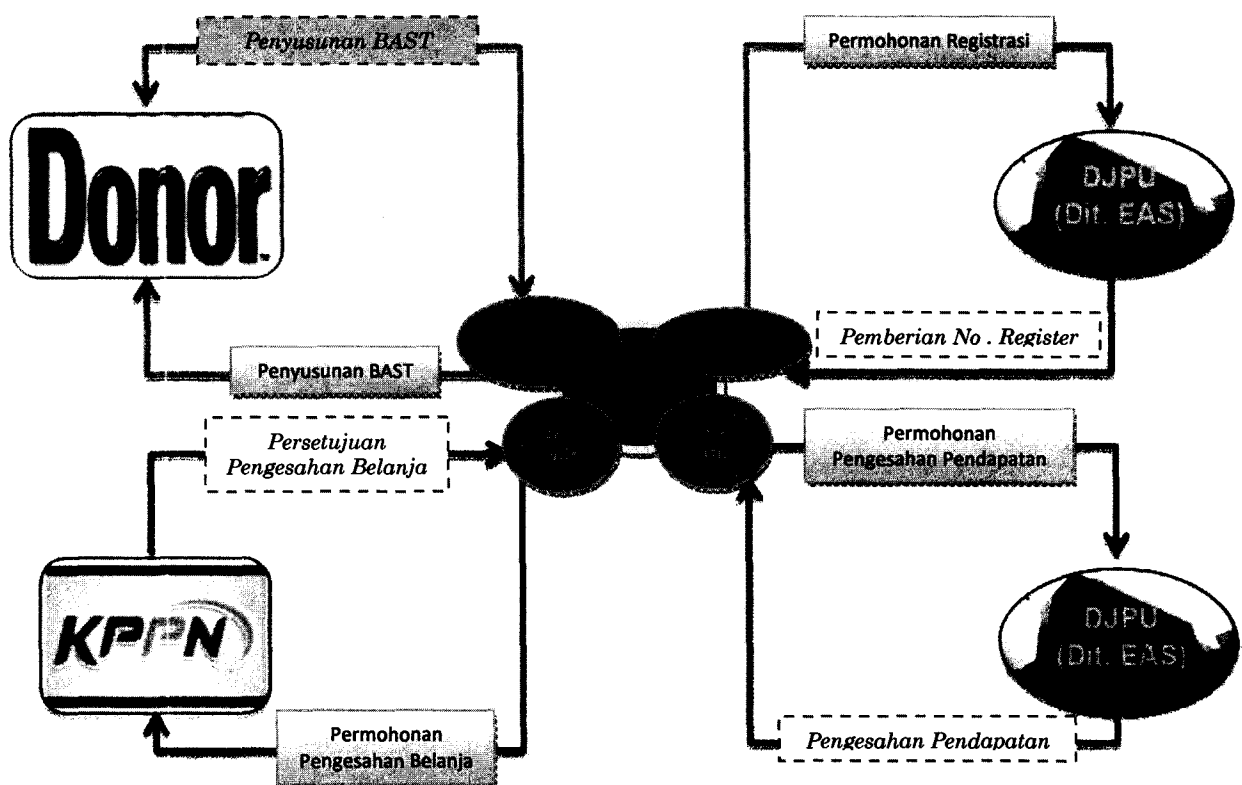 Penyusunan BAST
Permohonan Registrasi
Donor
DJPU
(Dit. EAS)
Pemberian No . Register
Penyusunan BAST
Persetujuan
Pengesahan Belanja
Permohonan
Pengesahan Pendapatan
KPPN
DJPU
(Dit. EAS)
Permohonan
Pengesahan Belanja
Pengesahan Pendapatan